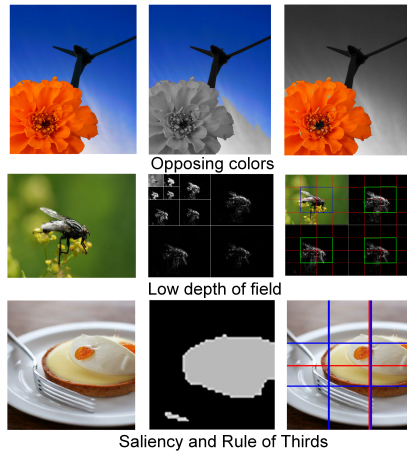 Opposing colors
Low depth of field
Saliency and Rule of Thirds